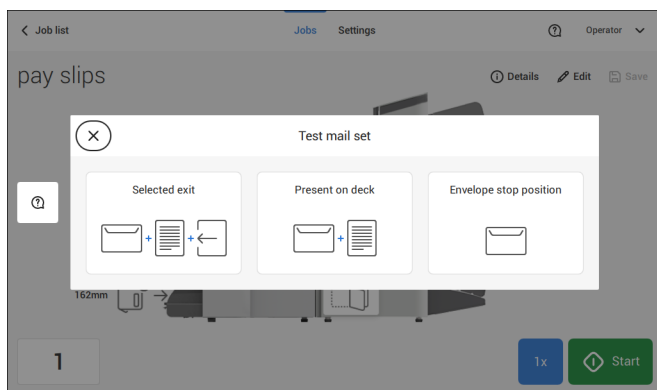 Job list
Jobs Settings
Operator
pay slips
Details Edit Save
Test mail set
Selected exit Present on deck Envelope stop position
162mm
1 1x Start